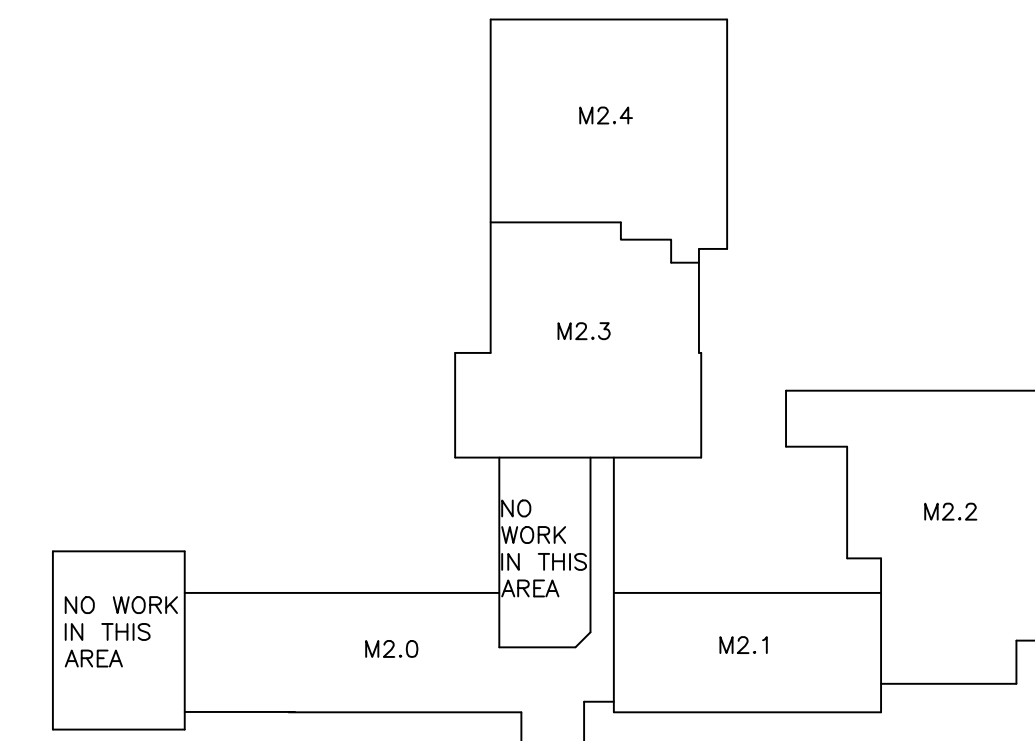 M2.4
M2.3
M2.2
NO
WORK
IN THIS
AREA
NO WORK
IN THIS
AREA
M2.0
M2.1